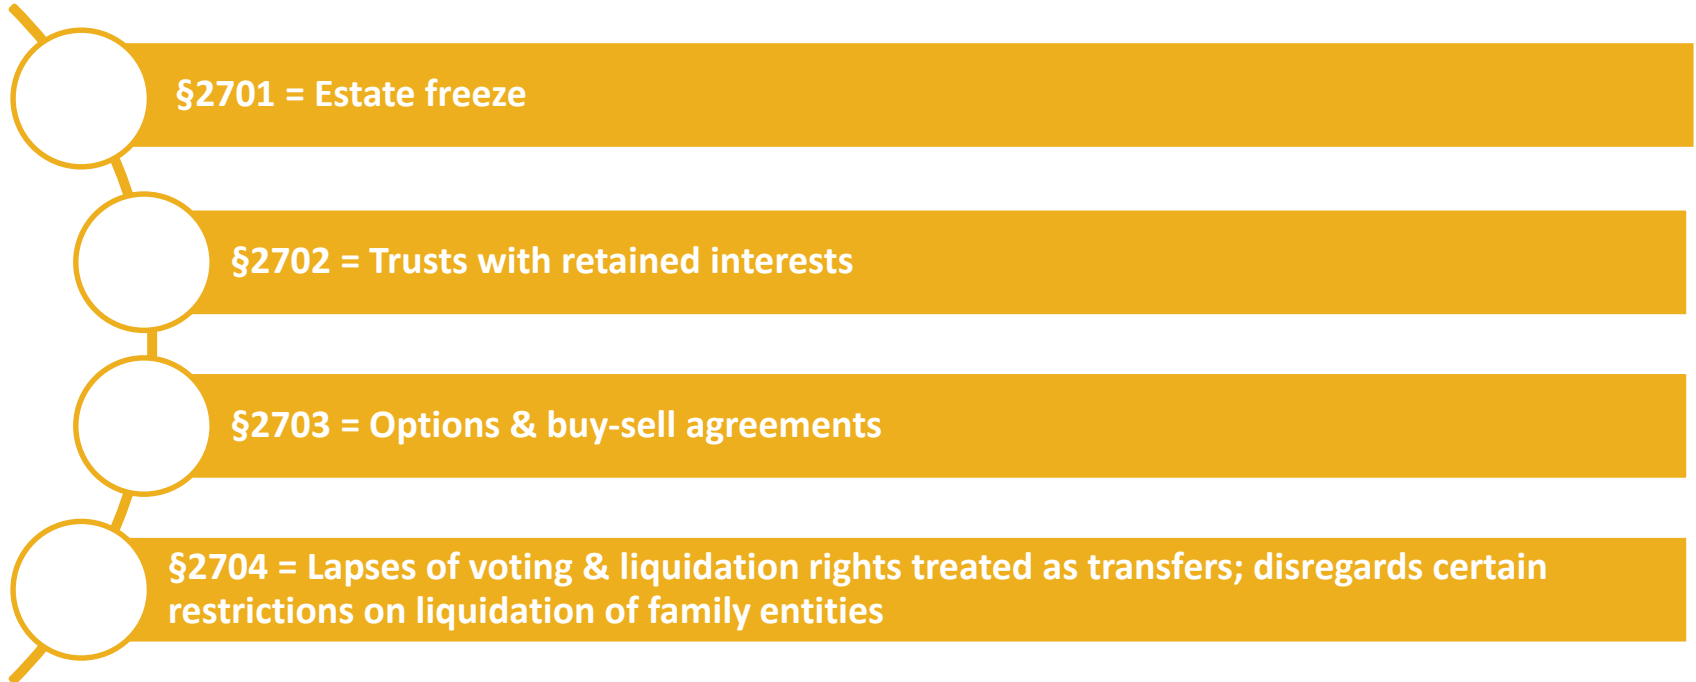 §2701 = Estate freeze
§2702 = Trusts with retained interests
§2703 = Options & buy-sell agreements
§2704 = Lapses of voting & liquidation rights treated as transfers; disregards certain
restrictions on liquidation of family entities